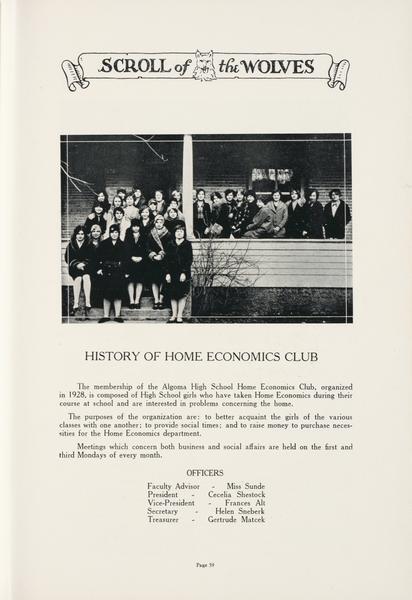 SCROLL of the WOLVES
HISTORY OF HOME ECONOMICS CLUB
The membership of the Algoma High School Home Economics Club, organized
in 1928, is composed of High School girls who have taken Home Economics during their
course at school and are interested in problems concerning the home.
The purposes of the organization are: to better acquaint the girls of the various
classes with one another; to provide social times; and to raise money to purchase neces-
sities for the Home Economics department.
Meetings which concern both business and social affairs are held on the first and
third Mondays of every month.
OFFICERS
Faculty Advisor - Miss Sunde
President - Cecelia Shestock
Vice-President - Frances Alt
Secretary - Helen Sneberk
Treasurer - Gertrude Matcek
Page 59